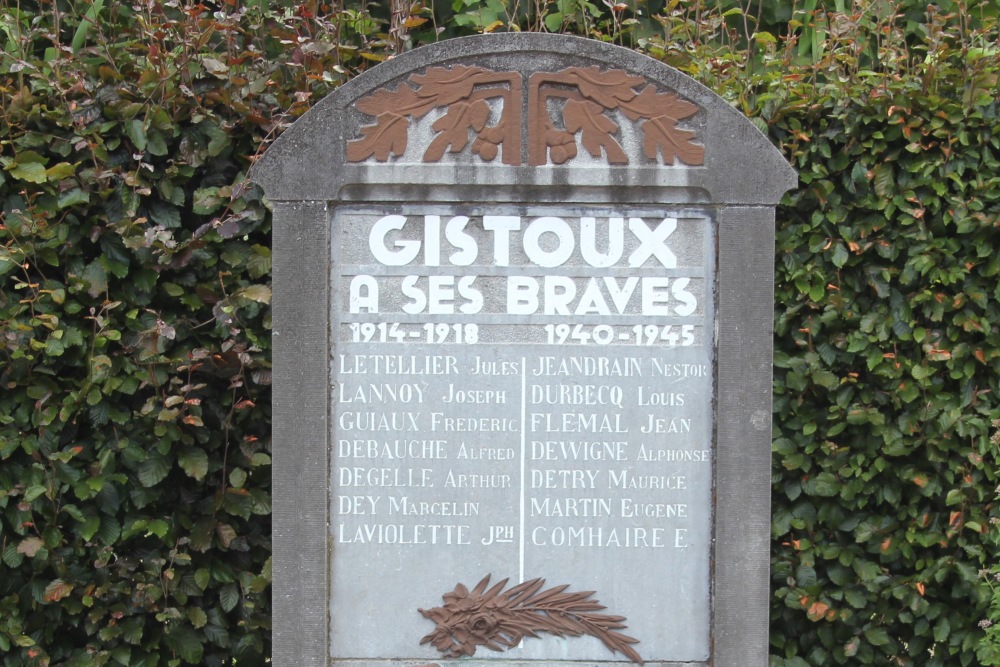 GISTOUX
A SES BRAVES
1914-1918
LETELLIER JULES
LANNOY JOSEPH
GUIAUX FREDERIC
DEBAUCHE ALFRED
DEGELLE ARTHUR
DEY MARCELIN
LAVIOLETTE JPH
1940-1945
JEANDRAIN NESTOR
DURBECQ LOUIS
FLEMAL JEAN
DEWIGNE ALPHONSE
DETRY MAURICE
MARTIN EUGENE
COMHAIRE E